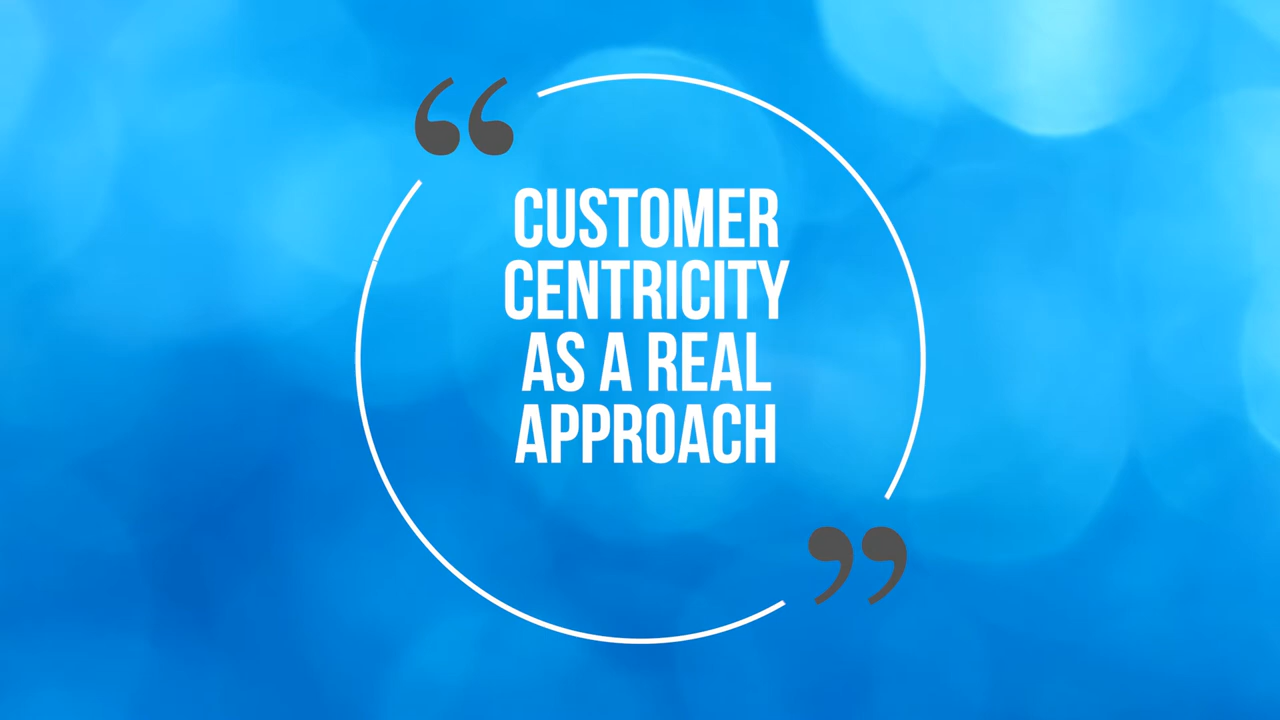 “
CUSTOMER
CENTRICITY
AS A REAL
APPROACH
”